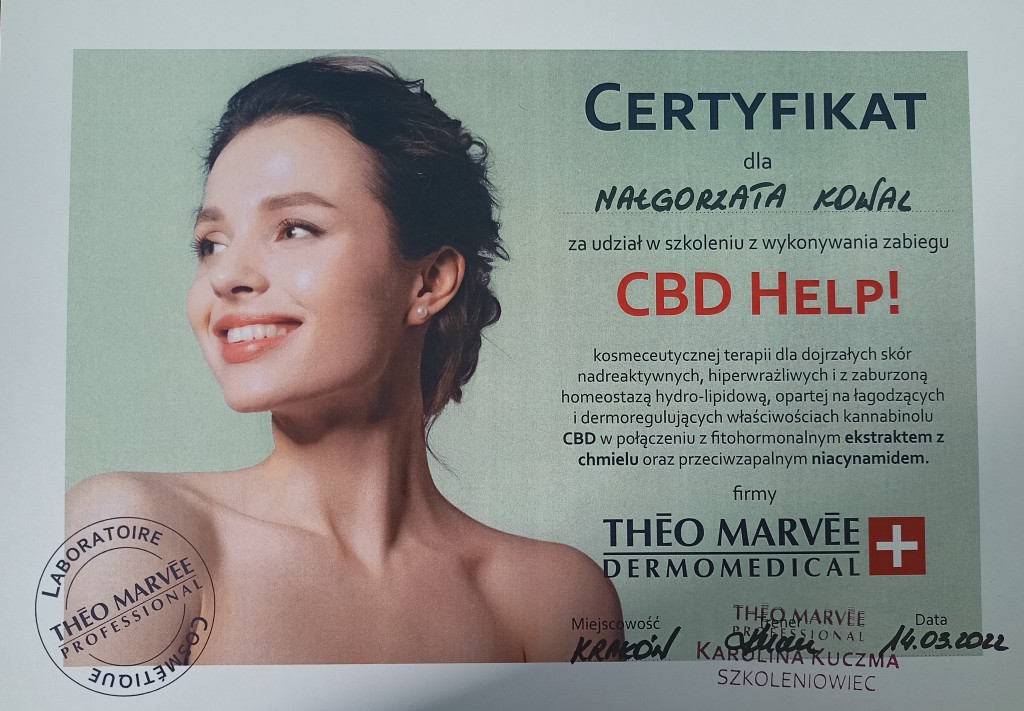 CERTYFIKAT
dla
MAŁGORZATA KOWAL
za udział w szkoleniu z wykonywania zabiegu
CBD HELP!
kosmeceutycznej terapii dla dojrzałych skór
nadreaktywnych, hiperwrażliwych i z zaburzoną
homeostazą hydro-lipidową, opartej na łagodzących
i dermoregulujących właściwościach kannabinolu
CBD w połączeniu z fitohormonalnym ekstraktem z
chmielu oraz przeciwzapalnym niacynamidem.
firmy
THĒO MARVĒE
DERMOMEDICAL
Miejscowość
KRAKÓW
Trener
THĒO MARVĒE
PROFESSIONAL
KAROLINA KUCZMA
SZKOLENIOWIEC
Data
14.03.2022
LABORATOIRE
THĒO MARVĒE
PROFESSIONAL
COSMÉTIQUE